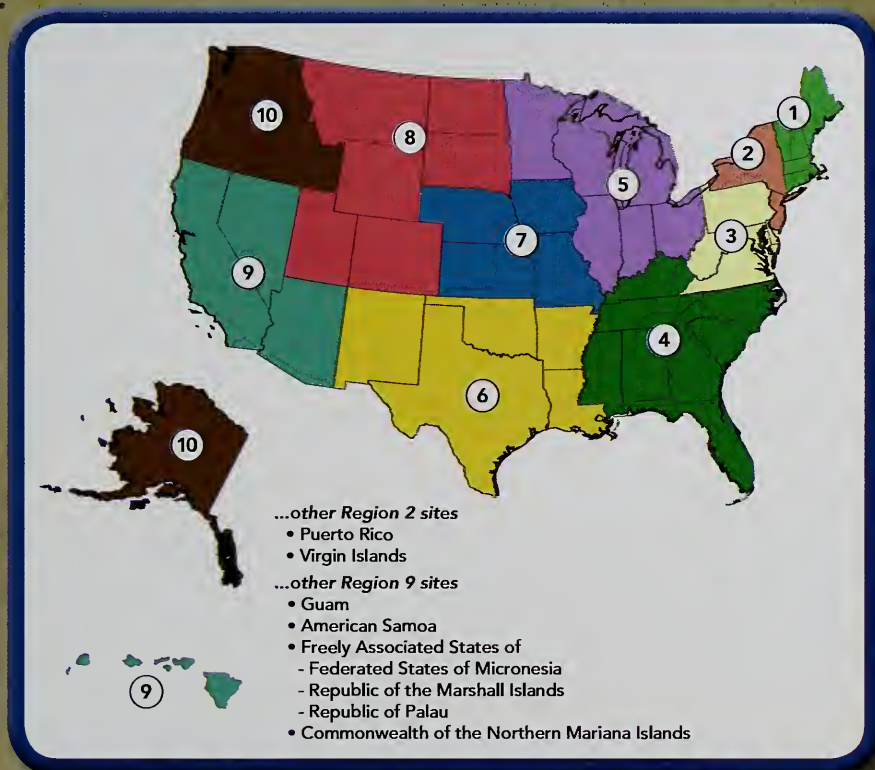 10
8
1
2
5
3
7
9
4
6
10
...other Region 2 sites
• Puerto Rico
• Virgin Islands
...other Region 9 sites
• Guam
• American Samoa
• Freely Associated States of
- Federated States of Micronesia
- Republic of the Marshall Islands
- Republic of Palau
• Commonwealth of the Northern Mariana Islands
9